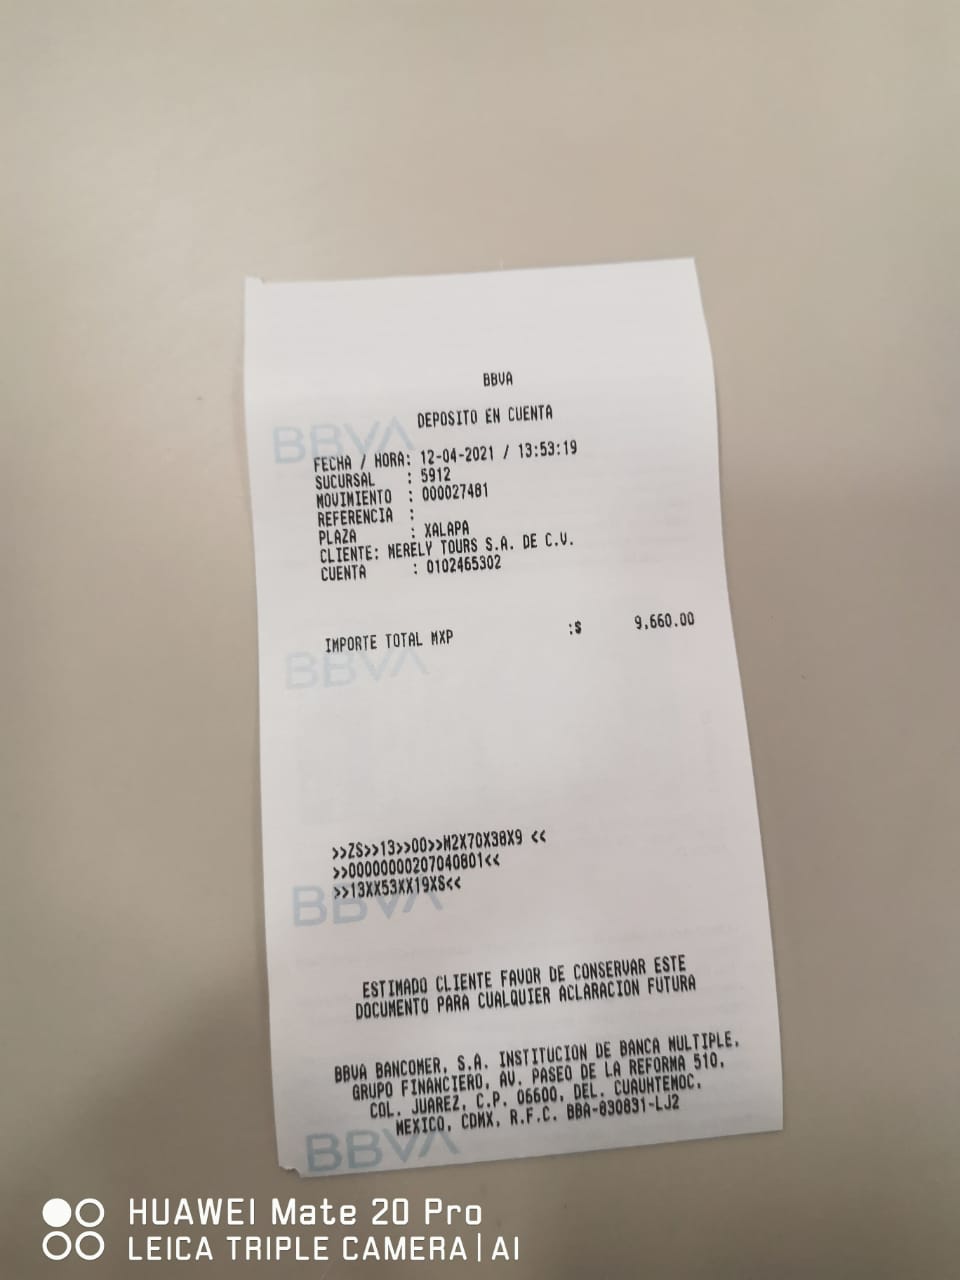 BBVA
DEPOSITO EN CUENTA
BBVA
FECHA / HORA: 12-04-2021 / 13:53:19
SUCURSAL : 5912
MOVIMIENTO : 000027481
REFERENCIA :
PLAZA : XALAPA
CLIENTE: MERELY TOURS S.A. DE C.V.
CUENTA : 0102465302
IMPORTE TOTAL MXP :$ 9,660.00
BBVA
>>ZS>>13>>00>>M2X70X38X9 <<
>>00000000207040801<<
>>13XX53XX19XS<<
BBVA
ESTIMADO CLIENTE FAVOR DE CONSERVAR ESTE
DOCUMENTO PARA CUALQUIER ACLARACION FUTURA
BBVA BANCOMER, S.A. INSTITUCION DE BANCA MULTIPLE,
GRUPO FINANCIERO, AV. PASEO DE LA REFORMA 510,
COL. JUAREZ, C.P. 06600, DEL. CUAUHTEMOC,
MEXICO, CDMX, R.F.C. BBA-830831-LJ2
BBVA
HUAWEI Mate 20 Pro
LEICA TRIPLE CAMERA | AI